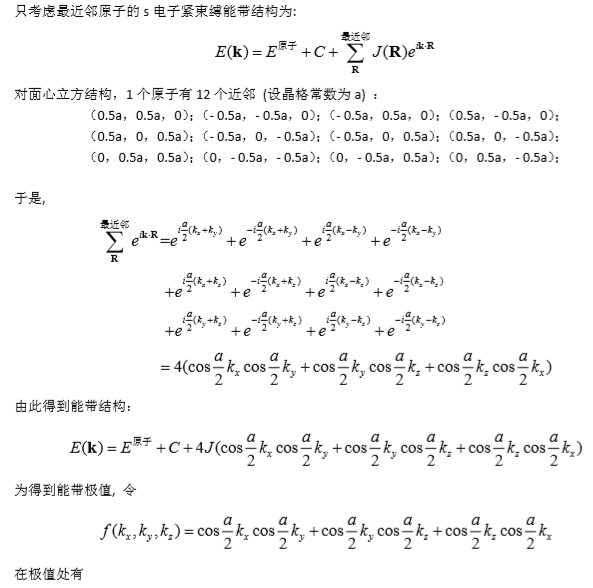 只考虑最近邻原子的 s 电子紧束缚能带结构为:
E(k) = E^原子 + C + ∑_R^最近邻 J(R)e^{ik·R}
对面心立方结构，1 个原子有 12 个近邻 (设晶格常数为 a) ：
（0.5a，0.5a，0）;（- 0.5a，- 0.5a，0）;（- 0.5a，0.5a，0）;（0.5a，- 0.5a，0）;
（0.5a，0，0.5a）;（- 0.5a，0，- 0.5a）;（- 0.5a，0，0.5a）;（0.5a，0，- 0.5a）;
（0，0.5a，0.5a）;（0，- 0.5a，- 0.5a）;（0，- 0.5a，0.5a）;（0，0.5a，- 0.5a）;
于是,
∑_R^最近邻 e^{ik·R} = e^{i a/2 (k_x+k_y)} + e^{-i a/2 (k_x+k_y)} + e^{i a/2 (k_x-k_y)} + e^{-i a/2 (k_x-k_y)}
+e^{i a/2 (k_x+k_z)} + e^{-i a/2 (k_x+k_z)} + e^{i a/2 (k_x-k_z)} + e^{-i a/2 (k_x-k_z)}
+e^{i a/2 (k_y+k_z)} + e^{-i a/2 (k_y+k_z)} + e^{i a/2 (k_y-k_z)} + e^{-i a/2 (k_y-k_z)}
= 4(cos a/2 k_x cos a/2 k_y + cos a/2 k_y cos a/2 k_z + cos a/2 k_z cos a/2 k_x)
由此得到能带结构：
E(k) = E^原子 + C + 4J(cos a/2 k_x cos a/2 k_y + cos a/2 k_y cos a/2 k_z + cos a/2 k_z cos a/2 k_x)
为得到能带极值, 令
f(k_x, k_y, k_z) = cos a/2 k_x cos a/2 k_y + cos a/2 k_y cos a/2 k_z + cos a/2 k_z cos a/2 k_x
在极值处有